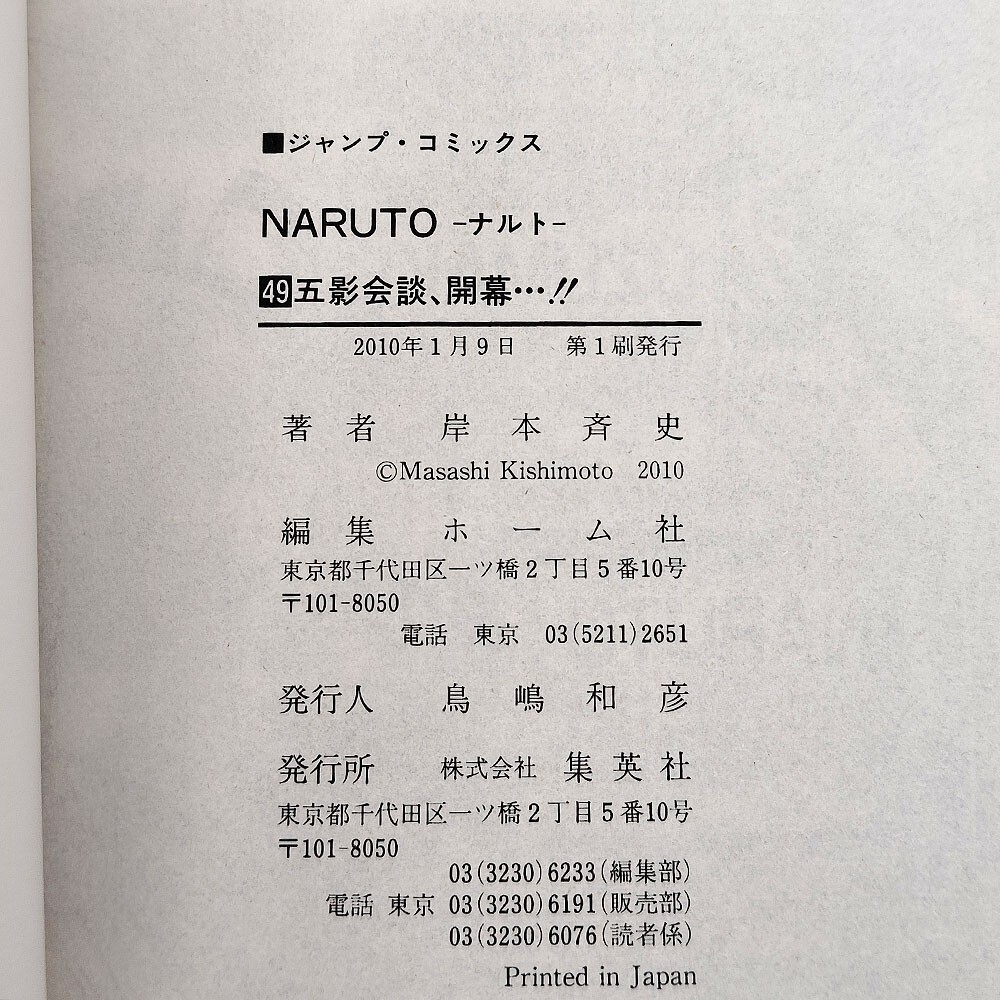 ■ジャンプ・コミックス
NARUTO -ナルト-
49 五影会談、開幕…!!
2010年1月9日　第1刷発行
著者　岸本斉史
©Masashi Kishimoto 2010
編集　ホーム社
東京都千代田区一ツ橋2丁目5番10号
〒101-8050
電話　東京　03(5211)2651
発行人　鳥嶋和彦
発行所　株式会社 集英社
東京都千代田区一ツ橋2丁目5番10号
〒101-8050
03(3230)6233(編集部)
電話 東京 03(3230)6191(販売部)
03(3230)6076(読者係)
Printed in Japan